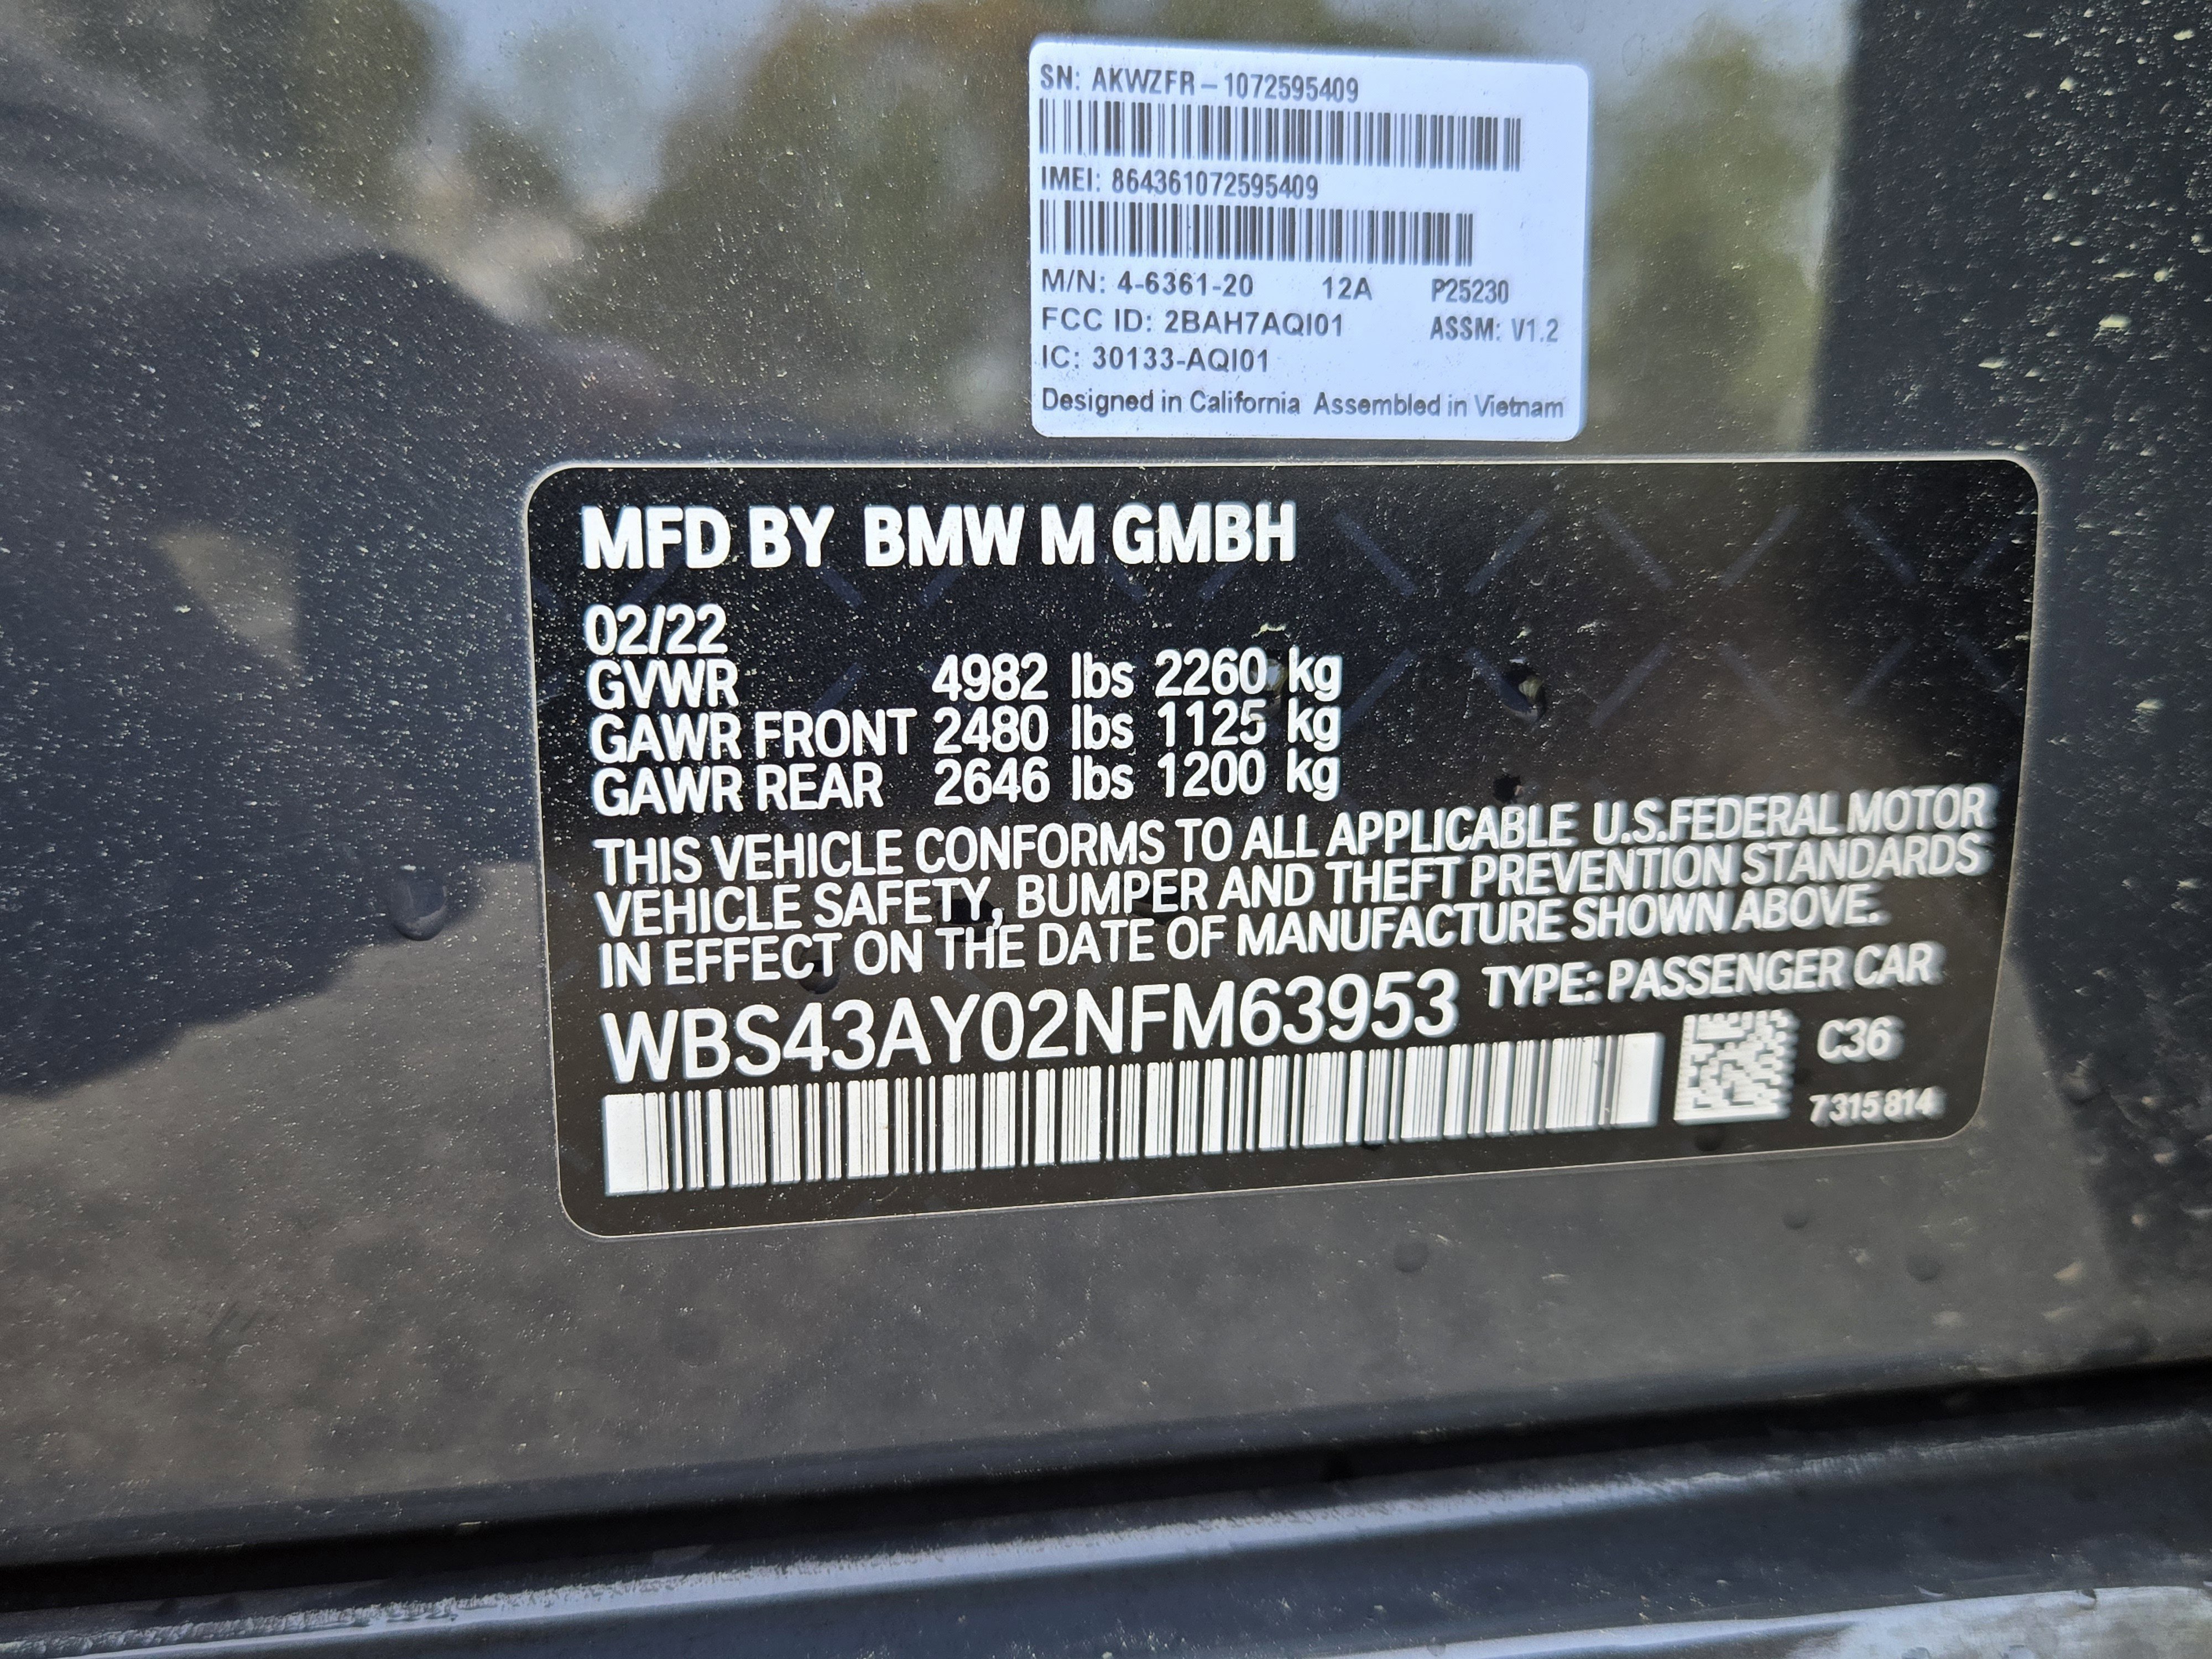 SN: AKWZFR – 1072595409
IMEI: 864361072595409
M/N: 4-6361-20 12A P25230
FCC ID: 2BAH7AQI01 ASSM: V1.2
IC: 30133-AQI01
Designed in California Assembled in Vietnam
MFD BY BMW M GMBH
02/22
GVWR 4982 lbs 2260 kg
GAWR FRONT 2480 lbs 1125 kg
GAWR REAR 2646 lbs 1200 kg
THIS VEHICLE CONFORMS TO ALL APPLICABLE U.S.FEDERAL MOTOR
VEHICLE SAFETY, BUMPER AND THEFT PREVENTION STANDARDS
IN EFFECT ON THE DATE OF MANUFACTURE SHOWN ABOVE.
WBS43AY02NFM63953 TYPE: PASSENGER CAR
C36
7 315 814